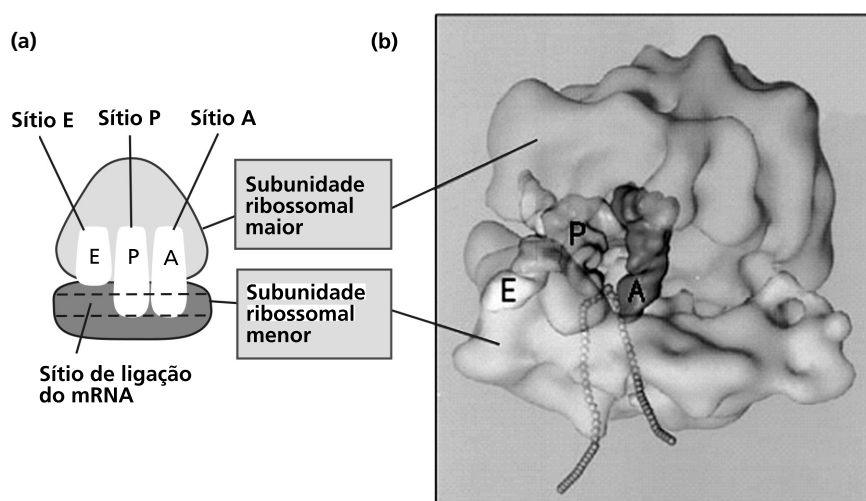 (a)
(b)
Sítio E
Sítio P
Sítio A
E
P
A
Subunidade
ribossomal
maior
Subunidade
ribossomal
menor
Sítio de ligação
do mRNA
P
E
A